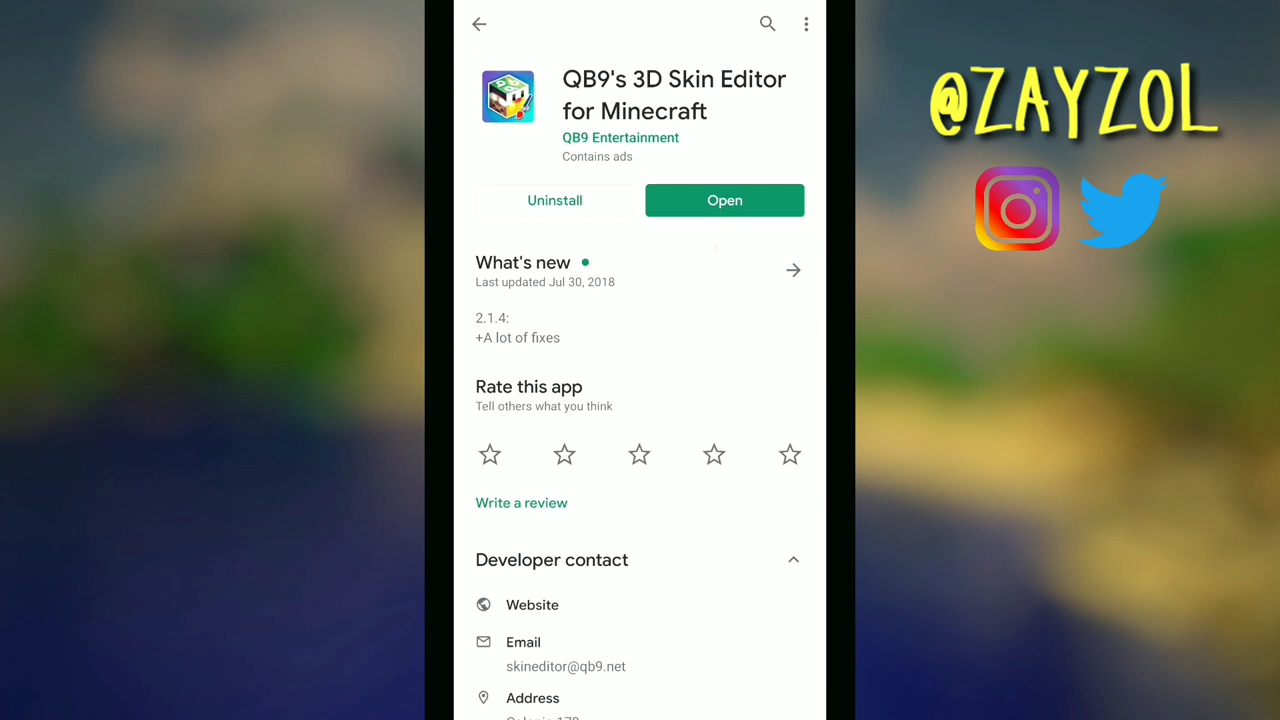 QB9's 3D Skin Editor
for Minecraft
QB9 Entertainment
Contains ads
Uninstall
Open
What's new
Last updated Jul 30, 2018
2.1.4:
+A lot of fixes
Rate this app
Tell others what you think
Write a review
Developer contact
Website
Email
skineditor@qb9.net
Address
@ZAYZOL